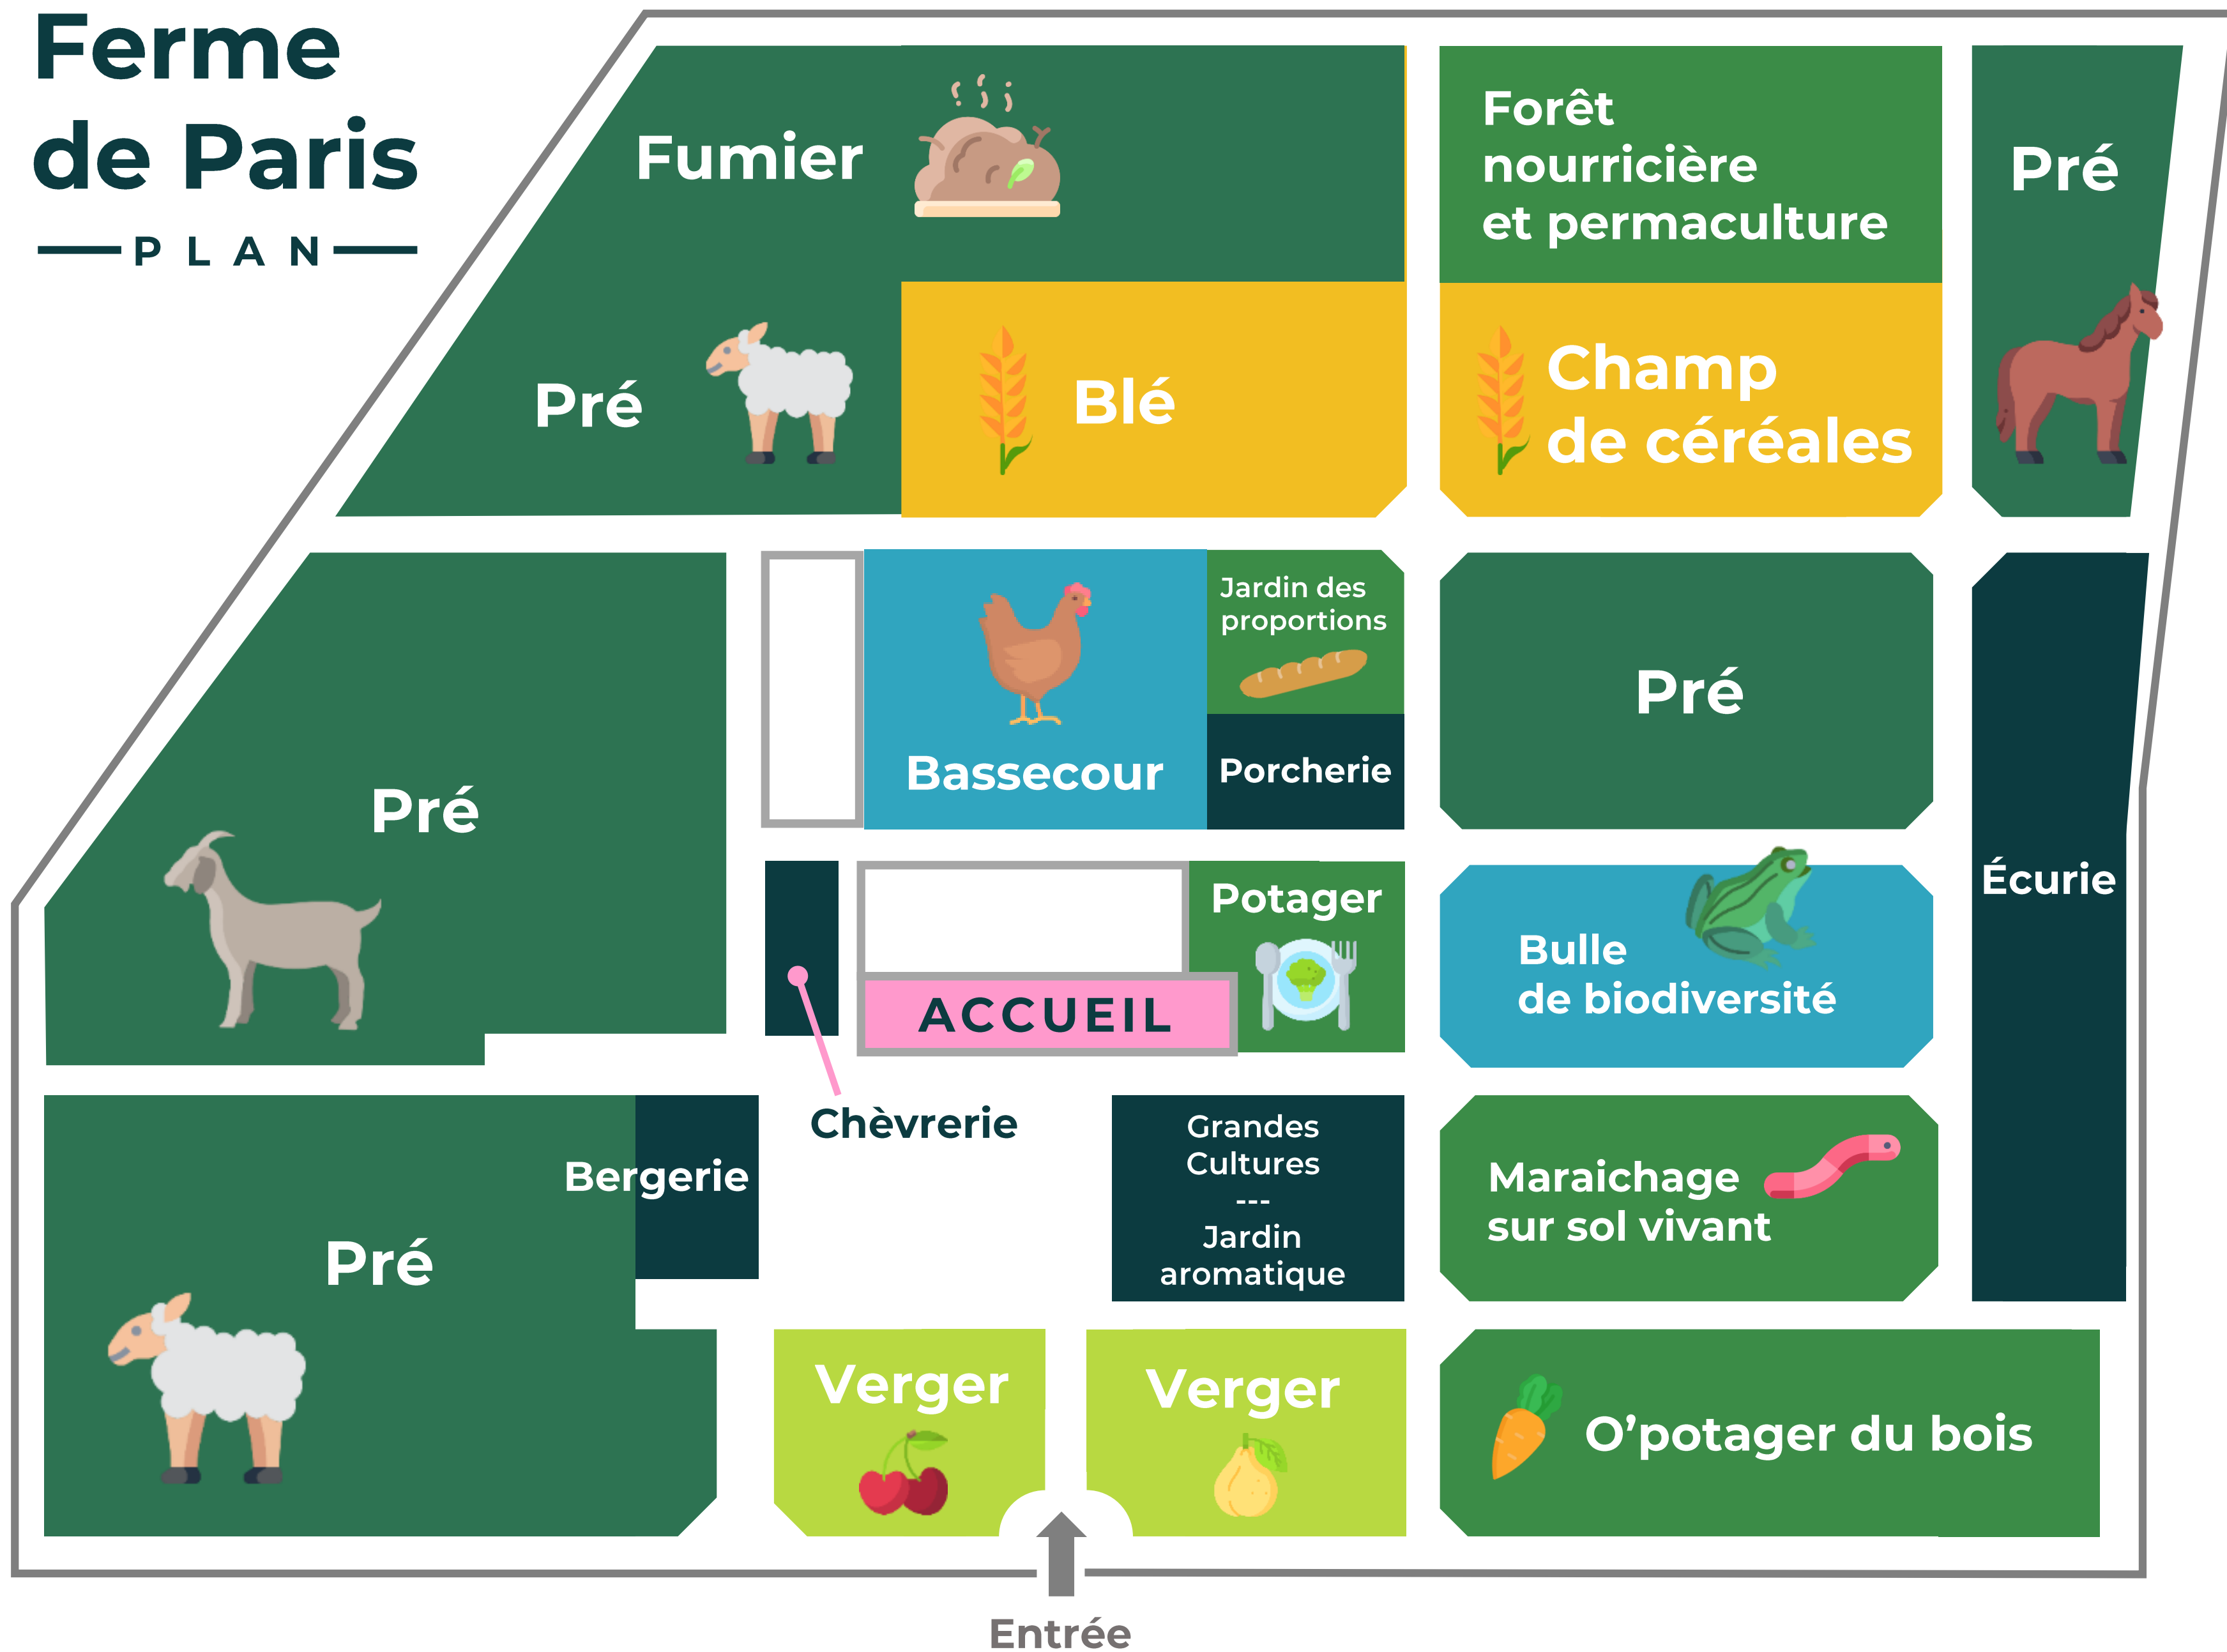 Ferme
de Paris
PLAN
Fumier
Forêt
nourricière
et permaculture
Pré
Pré
Blé
Champ
de céréales
Pré
Bassecour
Jardin des
proportions
Porcherie
Pré
Écurie
Potager
ACCUEIL
Bulle
de biodiversité
Chèvrerie
Bergerie
Pré
Grandes
Cultures
---
Jardin
aromatique
Maraichage
sur sol vivant
Verger
Verger
O'potager du bois
Entrée